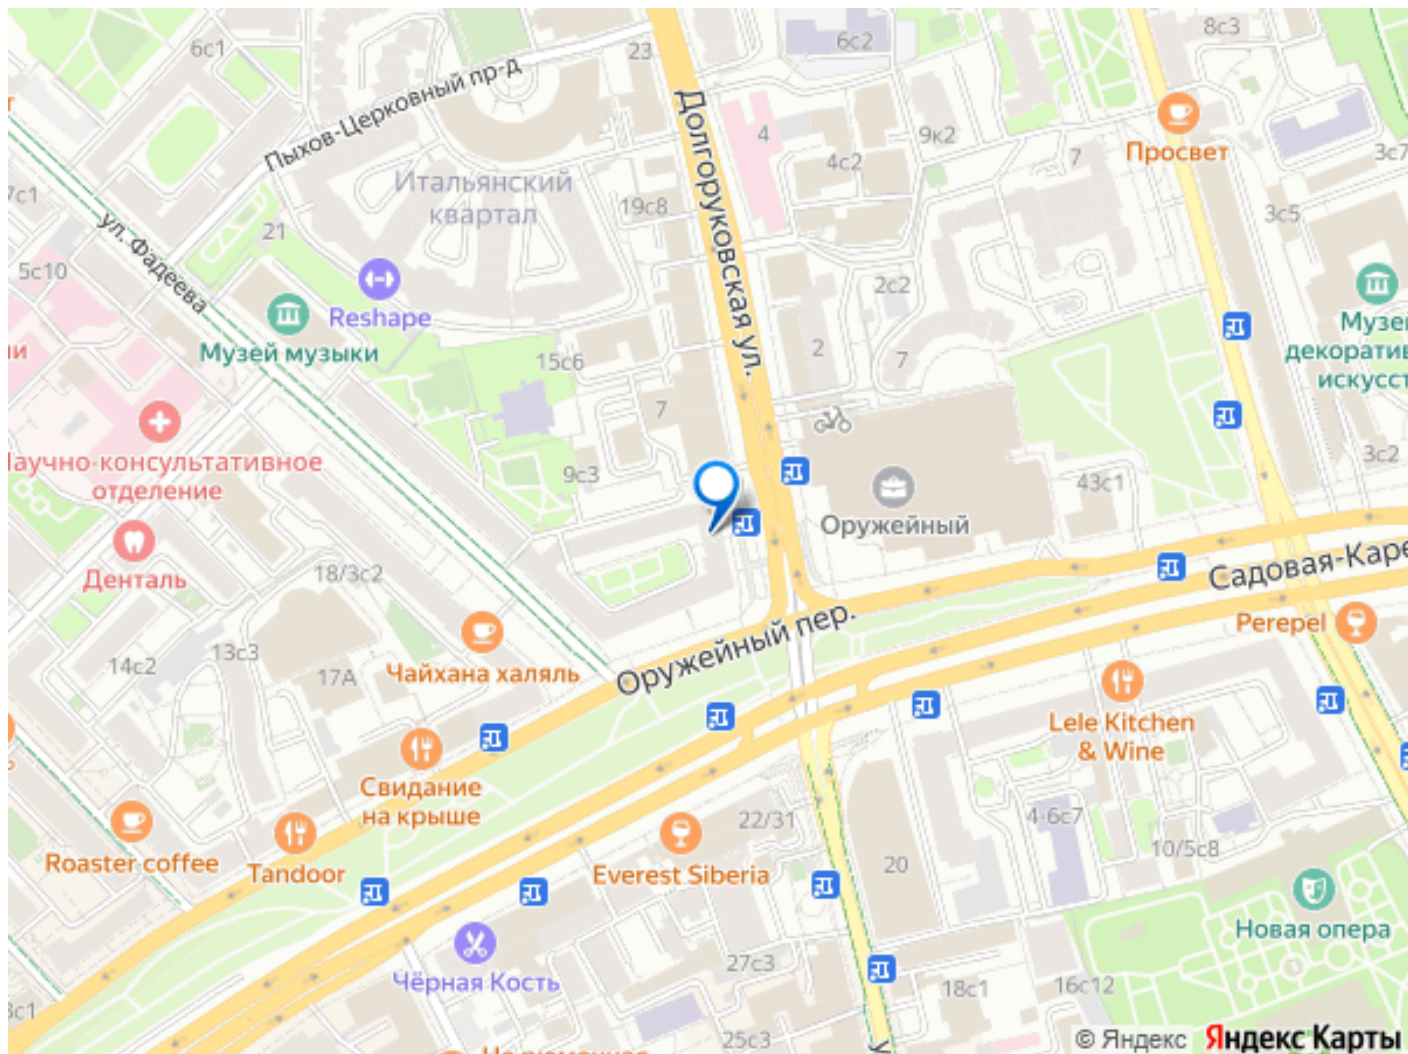 6с1
23
6с2
8с3
Пыхов-Церковный пр-д
Долгоруковская ул.
4
4с2
9к2
7
Просвет
3с7
7с1
Итальянский
квартал
19с8
3с5
ул. Фадеева
21
5с10
Reshape
2с2
Музей музыки
15с6
2
7
Музей
декоратив
искусст
7
Научно-консультативное
отделение
9с3
43с1
3с2
Оружейный
Денталь
18/3с2
Садовая-Каре
Оружейный пер.
Perepel
14с2
13с3
17А
Чайхана халяль
Lele Kitchen
& Wine
Свидание
на крыше
22/31
4-6с7
Roaster coffee
Tandoor
Everest Siberia
20
10/5с8
Новая опера
Чёрная Кость
27с3
18с1
16с12
25с3
© Яндекс
Яндекс Карты